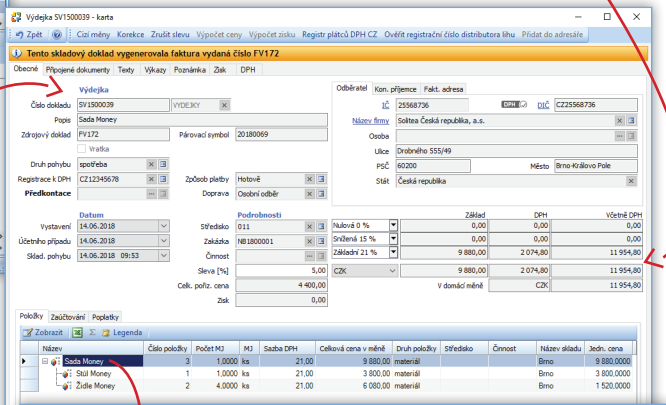 Výdejka SV1500039 - karta
Zpět Cizí měny Korekce Zrušit slevu Výpočet ceny Výpočet zisku Registr plátců DPH CZ Ověřit registrační číslo distributora lihu Přidat do adresáře
Tento skladový doklad vygenerovala faktura vydaná číslo FV172
Obecné Připojené dokumenty Texty Výkazy Poznámka Zisk DPH
Výdejka
Číslo dokladu SV1500039 VÝDEJKY
Popis Sada Money
Zdrojový doklad FV172 Párovací symbol 20180069
Vratka
Druh pohybu spotřeba
Registrace k DPH CZ12345678 Způsob platby Hotově
Předkontace Doprava Osobní odběr
Odběratel Kon. příjemce Fakt. adresa
IČ 25568736 DPH DIČ CZ25568736
Název firmy Solitea Česká republika, a.s.
Osoba
Ulice Drobného 555/49
PSČ 60200 Město Brno-Královo Pole
Stát Česká republika
Datum
Vystavení 14.06.2018
Účetního případu 14.06.2018
Sklad. pohybu 14.06.2018 09:53
Podrobnosti
Středisko 011
Zakázka NB1800001
Činnost
Sleva [%] 5,00
Celk. poříz. cena 4 400,00
Zisk 0,00
Základ DPH Včetně DPH
Nulová 0 % 0,00 0,00 0,00
Snížená 15 % 0,00 0,00 0,00
Základní 21 % 9 880,00 2 074,80 11 954,80
CZK 9 880,00 2 074,80 11 954,80
V domácí měně CZK 11 954,80
Položky Zaúčtování Poplatky
Zobrazit Σ Legenda
Název Číslo položky Počet MJ MJ Sazba DPH Celková cena v měně Druh položky Středisko Činnost Název skladu Jedn. cena
Sada Money 3 1,0000 ks 21,00 9 880,00 materiál Brno 9 880,0000
Stůl Money 1 1,0000 ks 21,00 3 800,00 materiál Brno 3 800,0000
Židle Money 2 4,0000 ks 21,00 6 080,00 materiál Brno 1 520,0000